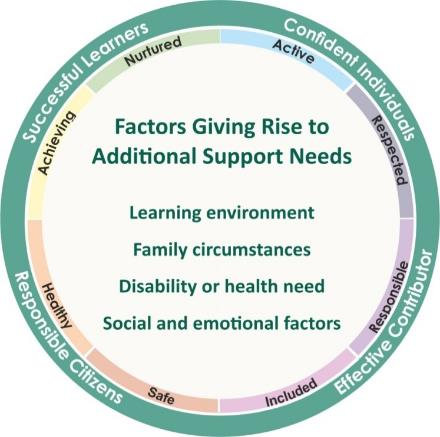 Successful Learners
Confident Individuals
Nurtured
Active
Achieving
Respected
Factors Giving Rise to
Additional Support Needs
Learning environment
Family circumstances
Disability or health need
Social and emotional factors
Healthy
Responsible
Safe
Included
Responsible Citizens
Effective Contributor